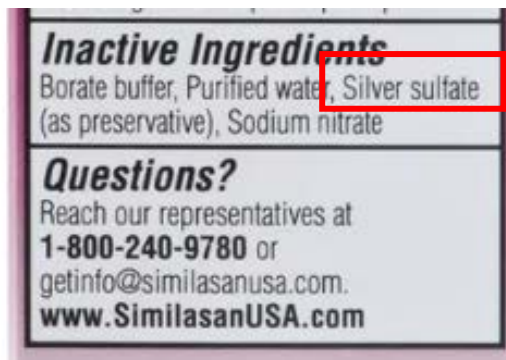 Inactive Ingredients
Borate buffer, Purified water, Silver sulfate
(as preservative), Sodium nitrate
Questions?
Reach our representatives at
1-800-240-9780 or
getinfo@similasanusa.com.
www.SimilasanUSA.com